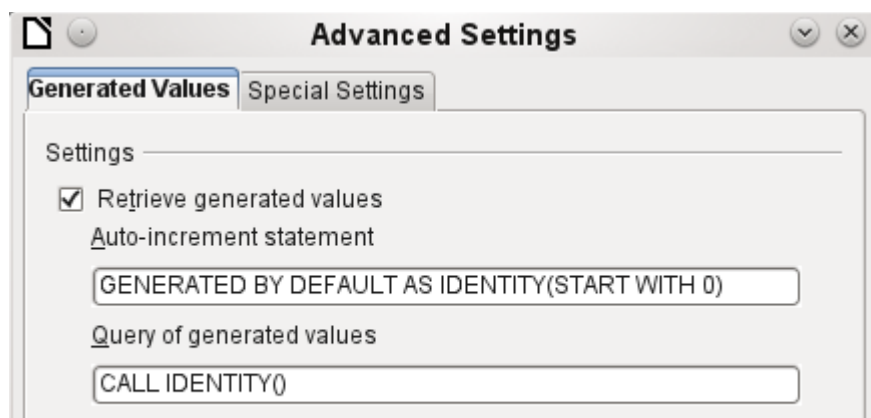 Advanced Settings
Generated Values Special Settings
Settings
Retrieve generated values
Auto-increment statement
GENERATED BY DEFAULT AS IDENTITY(START WITH 0)
Query of generated values
CALL IDENTITY()